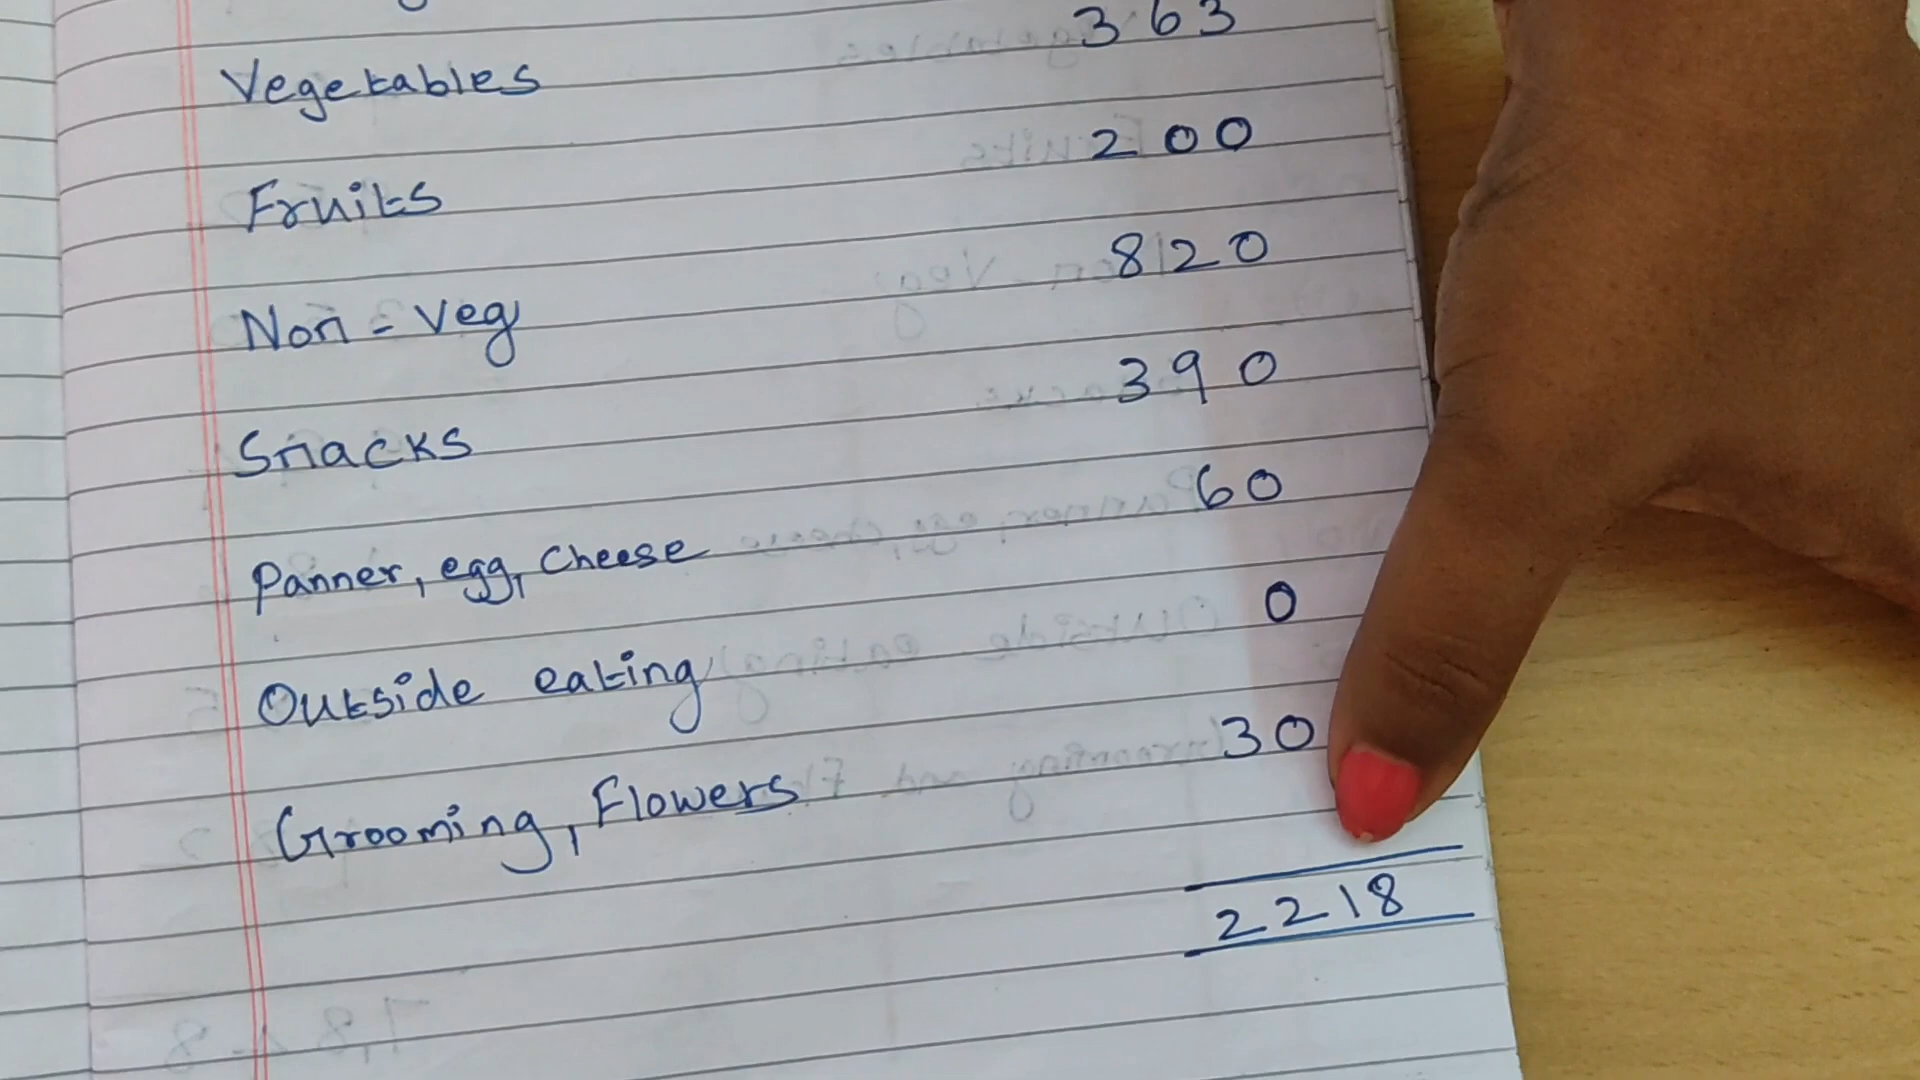 Vegetables 363
Fruits 200
Non-Veg 820
Snacks 390
Panner, egg, cheese 60
Outside eating 0
Grooming, Flowers 30
2218